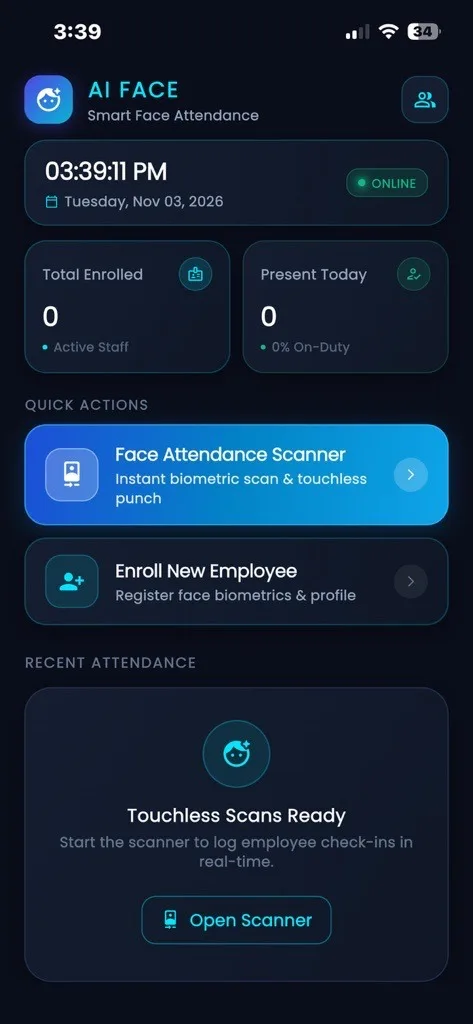 3:39
34
AI FACE
Smart Face Attendance
03:39:11 PM
Tuesday, Nov 03, 2026
ONLINE
Total Enrolled
0
Active Staff
Present Today
0
0% On-Duty
QUICK ACTIONS
Face Attendance Scanner
Instant biometric scan & touchless
punch
Enroll New Employee
Register face biometrics & profile
RECENT ATTENDANCE
Touchless Scans Ready
Start the scanner to log employee check-ins in
real-time.
Open Scanner